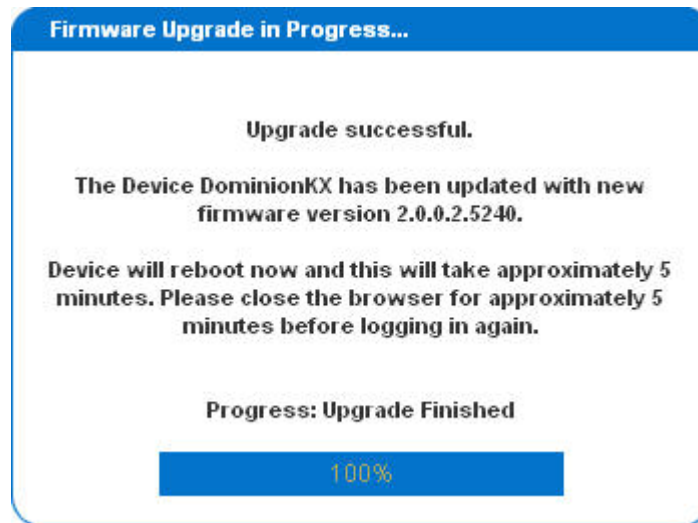 Firmware Upgrade in Progress...
Upgrade successful.
The Device DominionKX has been updated with new
firmware version 2.0.0.2.5240.
Device will reboot now and this will take approximately 5
minutes. Please close the browser for approximately 5
minutes before logging in again.
Progress: Upgrade Finished
100%